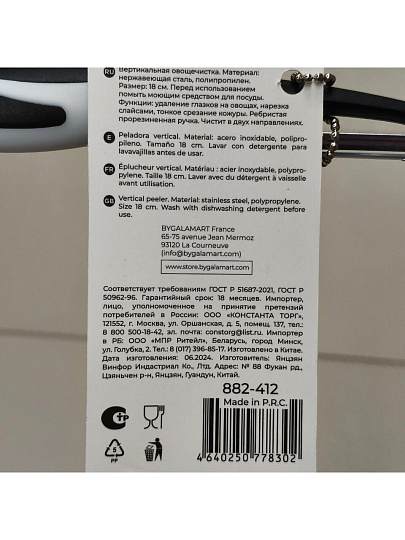 RU Вертикальная овощечистка. Материал:
нержавеющая сталь, полипропилен.
Размер: 18 см. Перед использованием
помыть моющим средством для посуды.
Функции: удаление глазков на овощах, нарезка
слайсами, тонкое срезание кожуры. Ребристая
прорезиненная ручка. Чистит в двух направлениях.
E Peladora vertical. Material: acero inoxidable, polipro-
pileno. Tamaño 18 cm. Lavar con detergente para
lavavajillas antes de usar.
FR Éplucheur vertical. Matériau : acier inoxydable, polypro-
pylene. Taille 18 cm. Laver avec du détergent à vaisselle
avant utilisation.
GB Vertical peeler. Material: stainless steel, polypropylene.
Size 18 cm. Wash with dishwashing detergent before
use.
BYGALAMART France
65-75 avenue Jean Mermoz
93120 La Courneuve
(info@bygalamart.com)
www.store.bygalamart.com
Соответствует требованиям ГОСТ Р 51687-2021, ГОСТ Р
50962-96. Гарантийный срок: 18 месяцев. Импортер,
лицо, уполномоченное на принятие претензий
потребителей в России: ООО «КОНСТАНТА ТОРГ»,
121552, г. Москва, ул. Оршанская, д. 5, помещ. 137, тел.:
8 800 500-18-42, эл. почта: constorg@list.ru. Импортер
в РБ: ООО «МПР Ритейл», Беларусь, город Минск,
ул. Голубка, 2. Тел.: 8 (017) 396-85-17. Изготовлено в Китае.
Дата изготовления: 06.2024. Изготовитель: Янцзян
Винфор Индастриал Ко., Лтд. Адрес: № 88 Фукан рд.,
Цзяньчен р-н, Янцзян, Гуандун, Китай.
882-412
Made in P.R.C.
5
PP
4 640250 778302